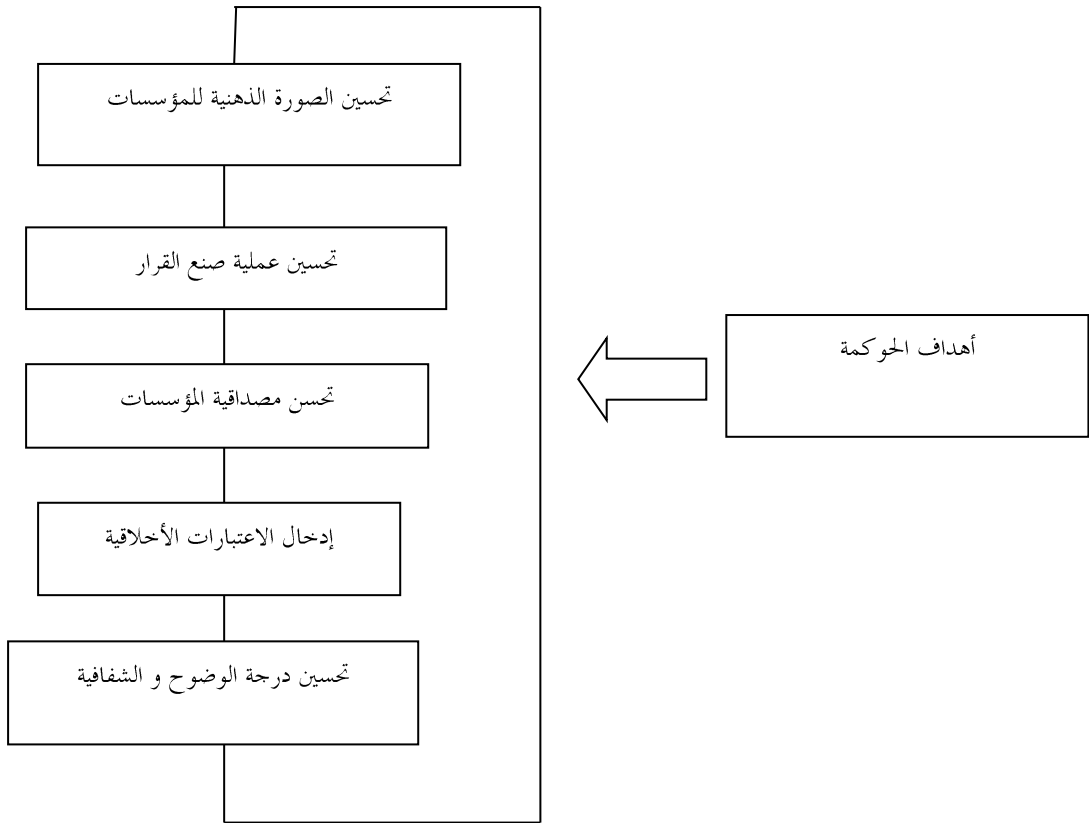 تحسين الصورة الذهنية للمؤسسات
تحسين عملية صنع القرار
أهداف الحوكمة
تحسن مصداقية المؤسسات
إدخال الاعتبارات الأخلاقية
تحسين درجة الوضوح و الشفافية